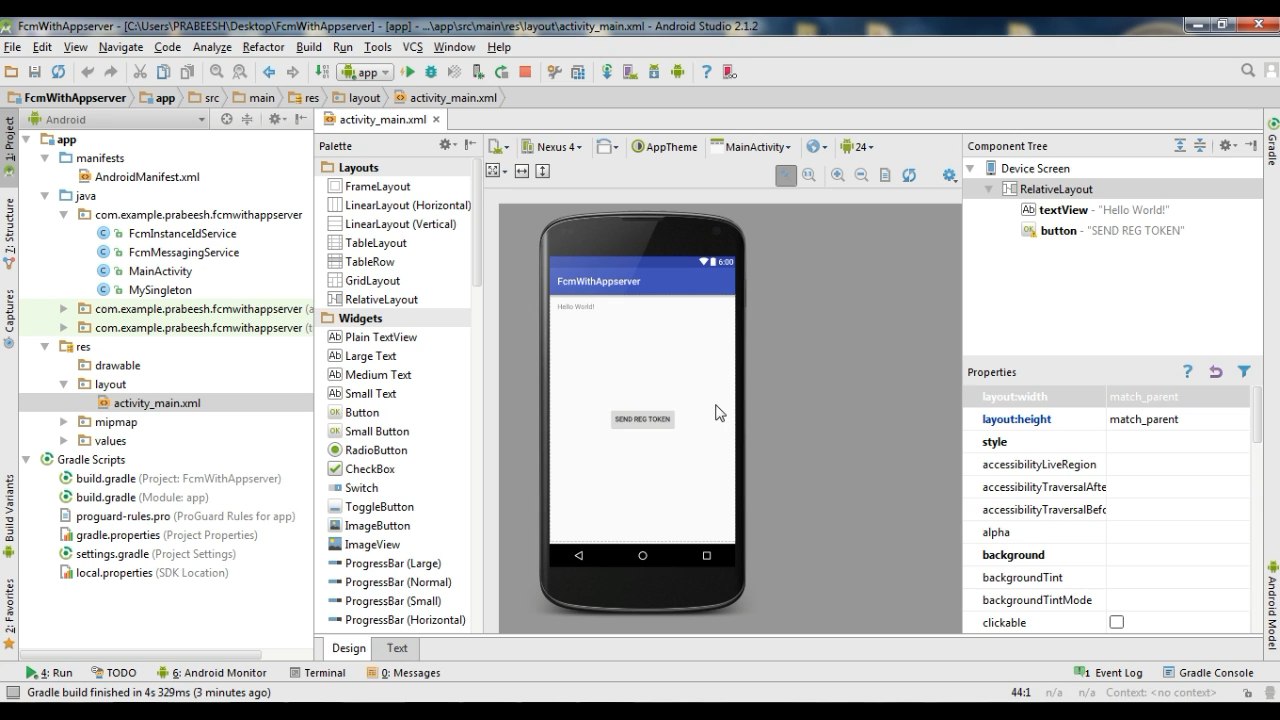 FcmWithAppserver - [C:\Users\PRABEESH\Desktop\FcmWithAppserver] - [app] - ...\app\src\main\res\layout\activity_main.xml - Android Studio 2.1.2
File Edit View Navigate Code Analyze Refactor Build Run Tools VCS Window Help
app
FcmWithAppserver app src main res layout activity_main.xml
1: Project
7: Structure
Captures
Build Variants
2: Favorites
Android
app
manifests
AndroidManifest.xml
java
com.example.prabeesh.fcmwithappserver
FcmInstanceIdService
FcmMessagingService
MainActivity
MySingleton
com.example.prabeesh.fcmwithappserver (a
com.example.prabeesh.fcmwithappserver (t
res
drawable
layout
activity_main.xml
mipmap
values
Gradle Scripts
build.gradle (Project: FcmWithAppserver)
build.gradle (Module: app)
proguard-rules.pro (ProGuard Rules for app)
gradle.properties (Project Properties)
settings.gradle (Project Settings)
local.properties (SDK Location)
activity_main.xml
Palette
Layouts
FrameLayout
LinearLayout (Horizontal)
LinearLayout (Vertical)
TableLayout
TableRow
GridLayout
RelativeLayout
Widgets
Plain TextView
Large Text
Medium Text
Small Text
Button
Small Button
RadioButton
CheckBox
Switch
ToggleButton
ImageButton
ImageView
ProgressBar (Large)
ProgressBar (Normal)
ProgressBar (Small)
ProgressBar (Horizontal)
Nexus 4 AppTheme MainActivity 24
6:00
FcmWithAppserver
Hello World!
SEND REG TOKEN
Design Text
Component Tree
Device Screen
RelativeLayout
textView - "Hello World!"
button - "SEND REG TOKEN"
Properties
layout:width match_parent
layout:height match_parent
style
accessibilityLiveRegion
accessibilityTraversalAfte
accessibilityTraversalBefo
alpha
background
backgroundTint
backgroundTintMode
clickable
Gradle
Android Model
4: Run TODO 6: Android Monitor Terminal 0: Messages 1 Event Log Gradle Console
Gradle build finished in 4s 329ms (3 minutes ago) 44:1 n/a n/a Context: <no context>